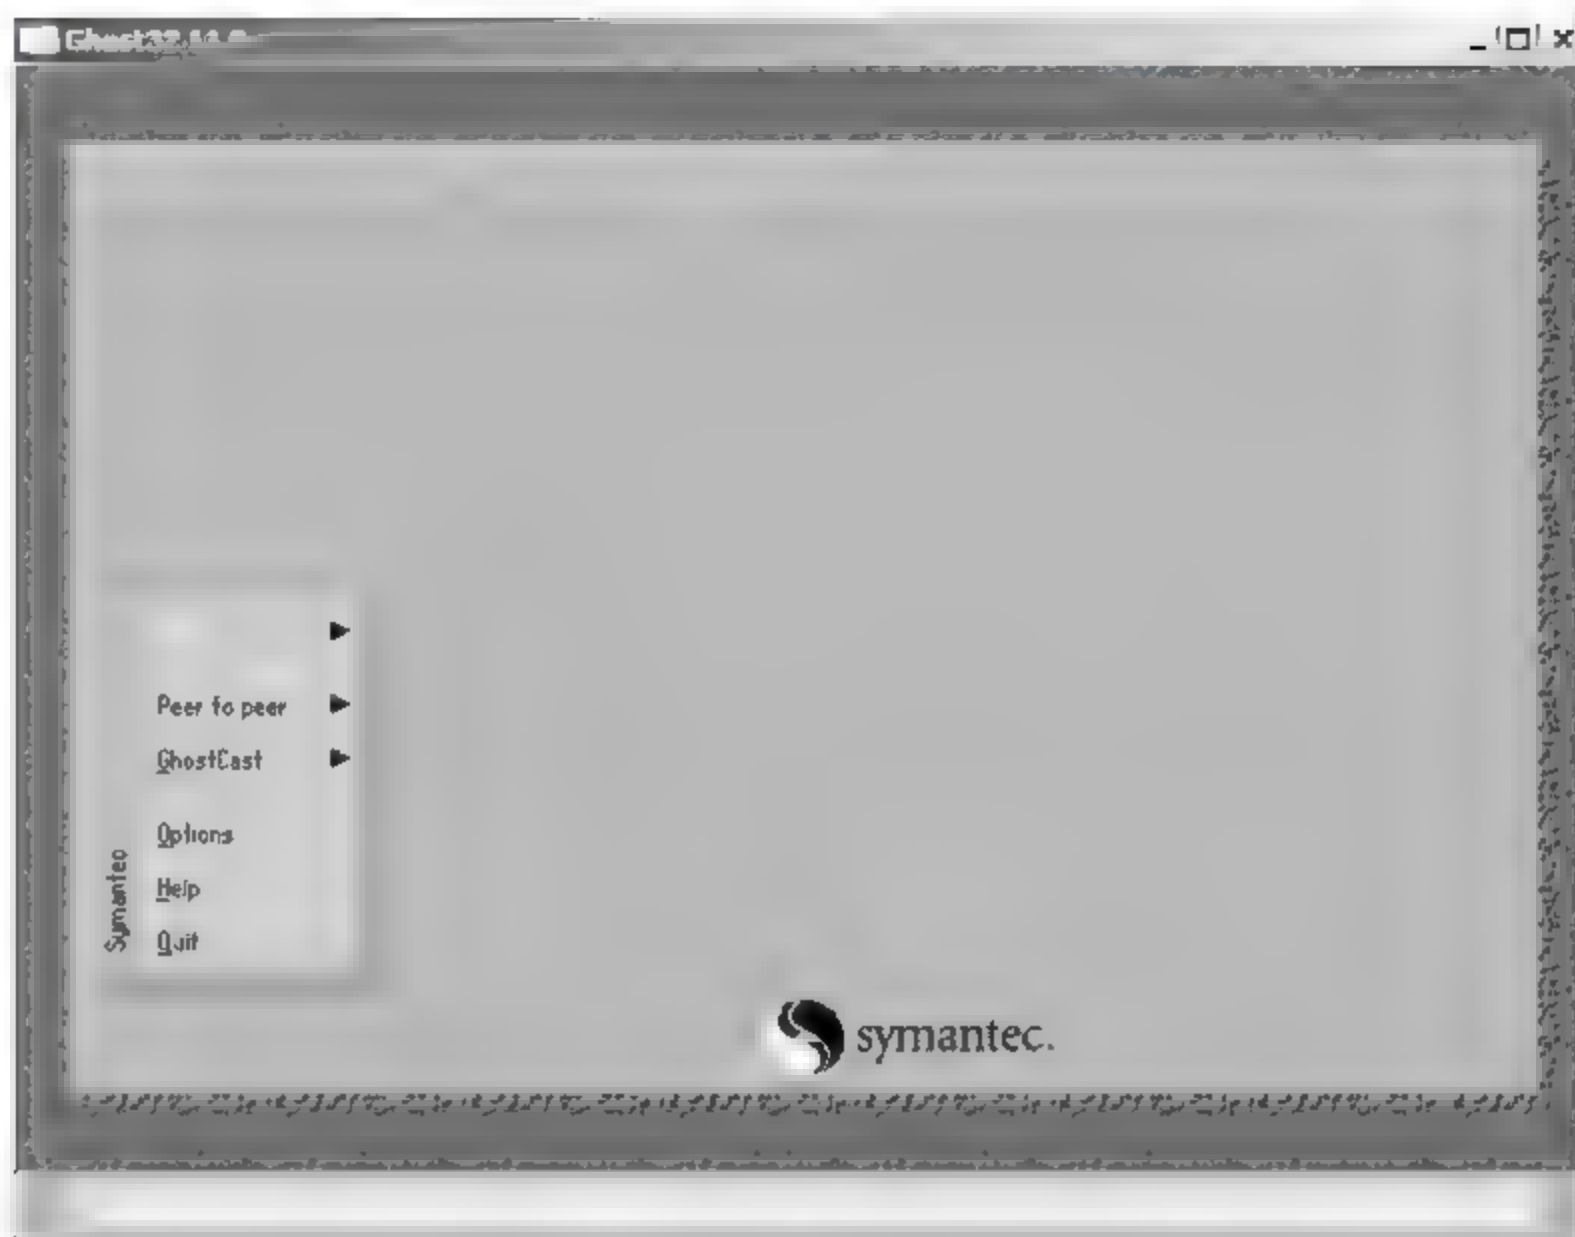 Peer to peer
GhostCast
Options
Help
Quit
Symantec
symantec.